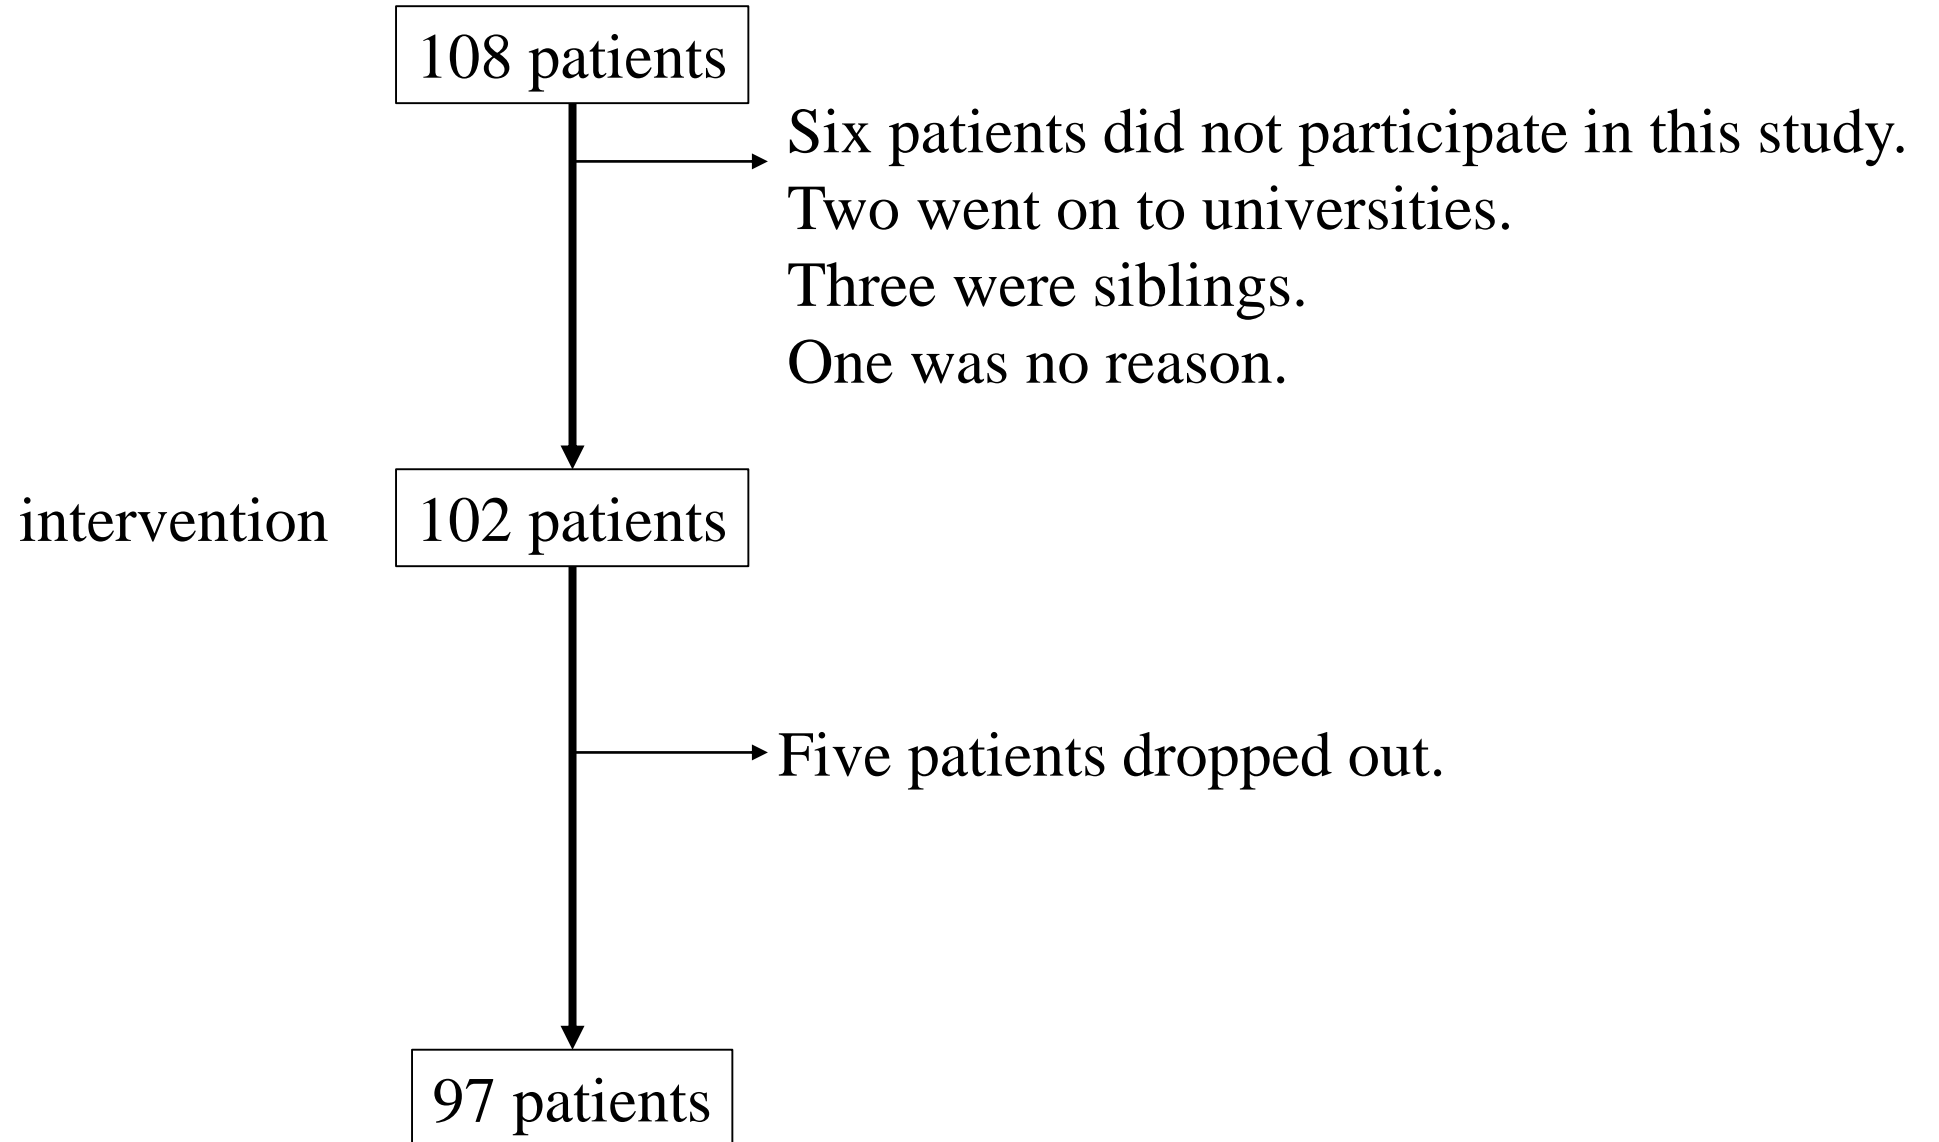 108 patients
Six patients did not participate in this study.
Two went on to universities.
Three were siblings.
One was no reason.
intervention
102 patients
Five patients dropped out.
97 patients